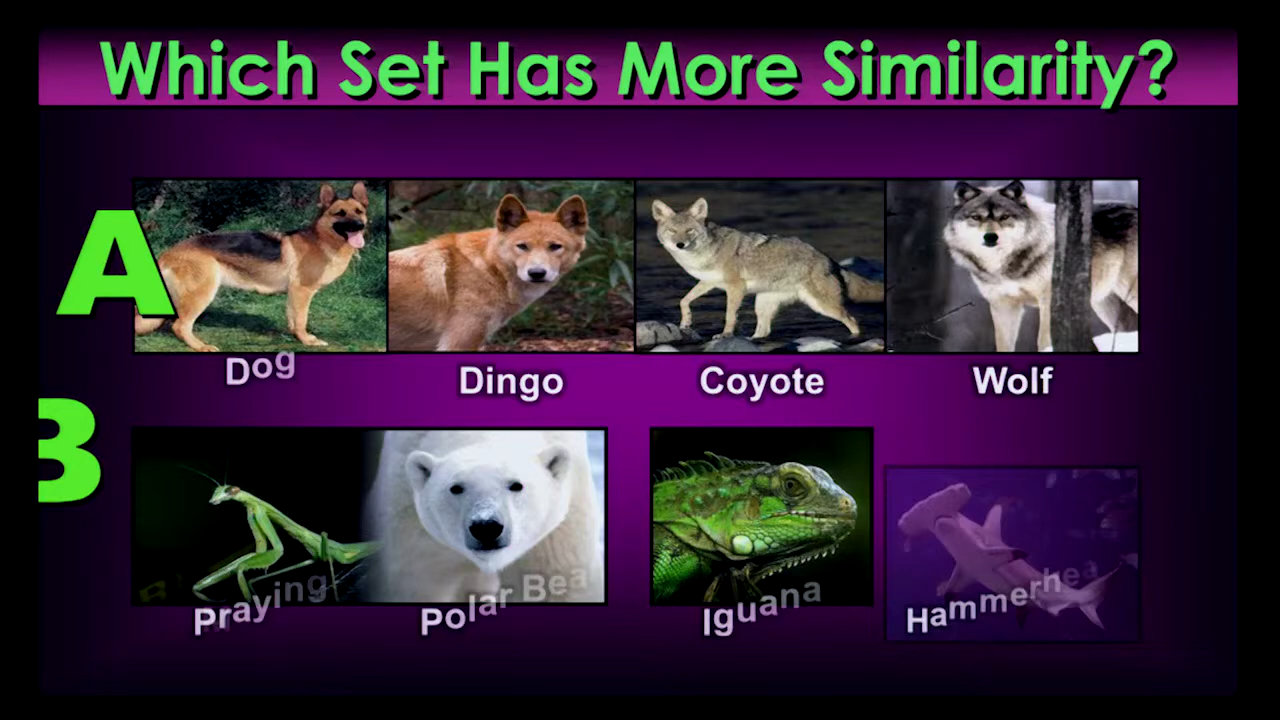 Which Set Has More Similarity?
A
Dog Dingo Coyote Wolf
B
Praying Polar Bea Iguana Hammerhea